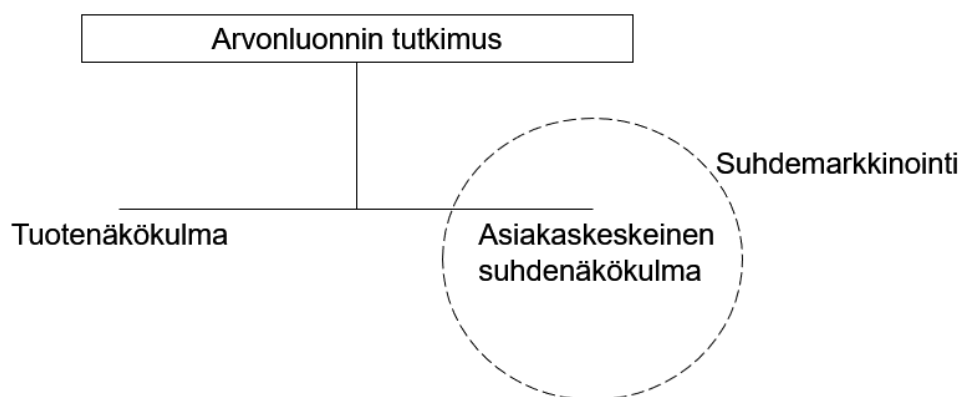 Arvonluonnin tutkimus
Suhdemarkkinointi
Tuotenäkökulma
Asiakaskeskeinen
suhdenäkökulma